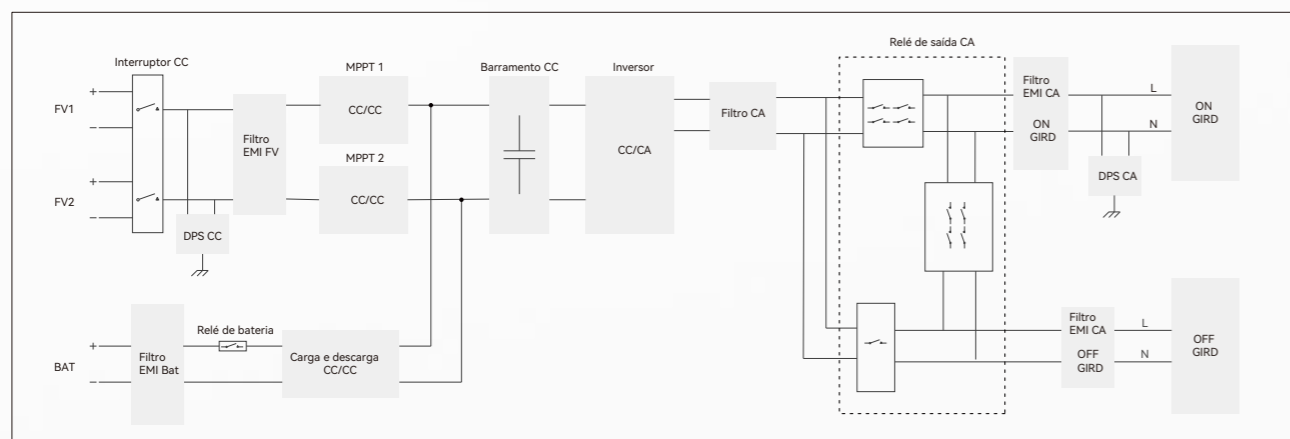 Interruptor CC
FV1
+
−
FV2
+
−
DPS CC
Filtro
EMI FV
MPPT 1
CC/CC
MPPT 2
CC/CC
Barramento CC
Inversor
CC/CA
Filtro CA
Relé de saída CA
Filtro
EMI CA
ON
GIRD
L
N
DPS CA
ON
GIRD
BAT
+
−
Filtro
EMI Bat
Relé de bateria
Carga e descarga
CC/CC
Filtro
EMI CA
OFF
GIRD
L
N
OFF
GIRD